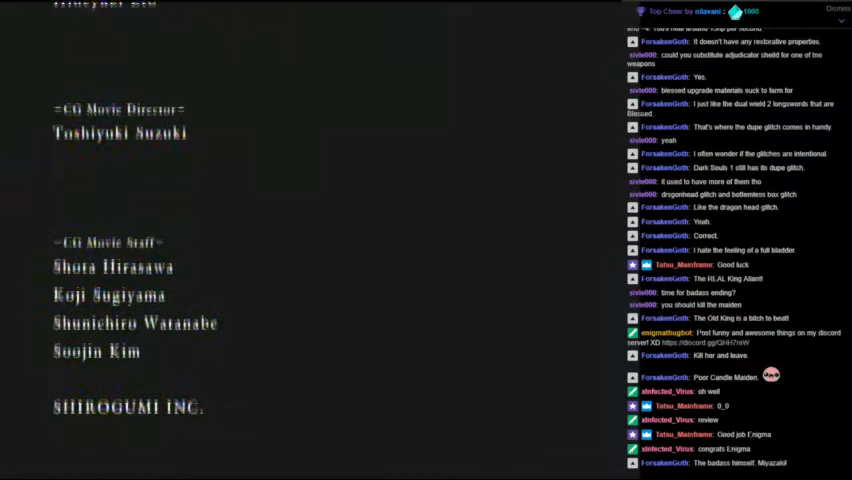 =CG Movie Director=
Toshiyuki Suzuki
=CG Movie Staff=
Shota Hirasawa
Koji Sugiyama
Shunichiro Watanabe
Soojin Kim
SHIROGUMI INC.
Top Cheer by nilavani : 1000
Dismiss
ForsakenGoth: It doesn't have any restorative properties.
sivle000: could you substitute adjudicator sheild for one of the
weapons
ForsakenGoth: Yes.
sivle000: blessed upgrade materials suck to farm for
ForsakenGoth: I just like the dual wield 2 longswords that are
Blessed.
ForsakenGoth: That's where the dupe glitch comes in handy.
sivle000: yeah
ForsakenGoth: I often wonder if the glitches are intentional.
ForsakenGoth: Dark Souls 1 still has its dupe glitch.
sivle000: it used to have more of them tho
sivle000: drsgonhead glitch and bottemless box glitch
ForsakenGoth: Like the dragon head glitch.
ForsakenGoth: Yeah.
ForsakenGoth: Correct.
ForsakenGoth: I hate the feeling of a full bladder.
Tatsu_Mainframe: Good luck
ForsakenGoth: The REAL King Allant!
sivle000: time for badass ending?
sivle000: you should kill the maiden
ForsakenGoth: The Old King is a bitch to beat!
enigmathugbot: Post funny and awesome things on my discord
server! XD https://discord.gg/QHH7reW
ForsakenGoth: Kill her and leave.
ForsakenGoth: Poor Candle Maiden.
xInfected_Virus: oh well
Tatsu_Mainframe: 0_0
xInfected_Virus: review
Tatsu_Mainframe: Good job Enigma
xInfected_Virus: congrats Enigma
ForsakenGoth: The badass himself. Miyazaki!